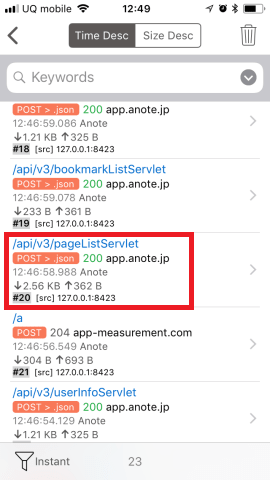 UQ mobile 12:49
Time Desc Size Desc
Keywords
POST > .json 200 app.anote.jp
12:46:59.086 Anote
↓1.21 KB ↑325 B
#18 [src] 127.0.0.1:8423
/api/v3/bookmarkListServlet
POST > .json 200 app.anote.jp
12:46:59.078 Anote
↓233 B ↑361 B
#19 [src] 127.0.0.1:8423
/api/v3/pageListServlet
POST > .json 200 app.anote.jp
12:46:58.988 Anote
↓2.56 KB ↑362 B
#20 [src] 127.0.0.1:8423
/a
POST 204 app-measurement.com
12:46:56.549 Anote
↓304 B ↑693 B
#21 [src] 127.0.0.1:8423
/api/v3/userInfoServlet
POST > .json 200 app.anote.jp
12:46:54.129 Anote
↓1.21 KB ↑325 B
Instant 23